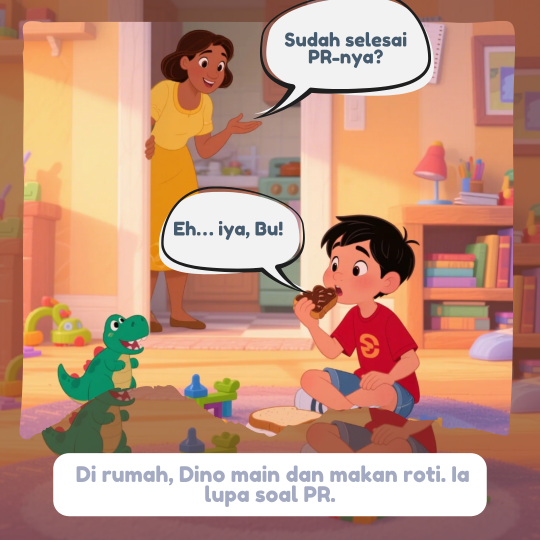 Sudah selesai
PR-nya?
Eh... iya, Bu!
Di rumah, Dino main dan makan roti. Ia
lupa soal PR.